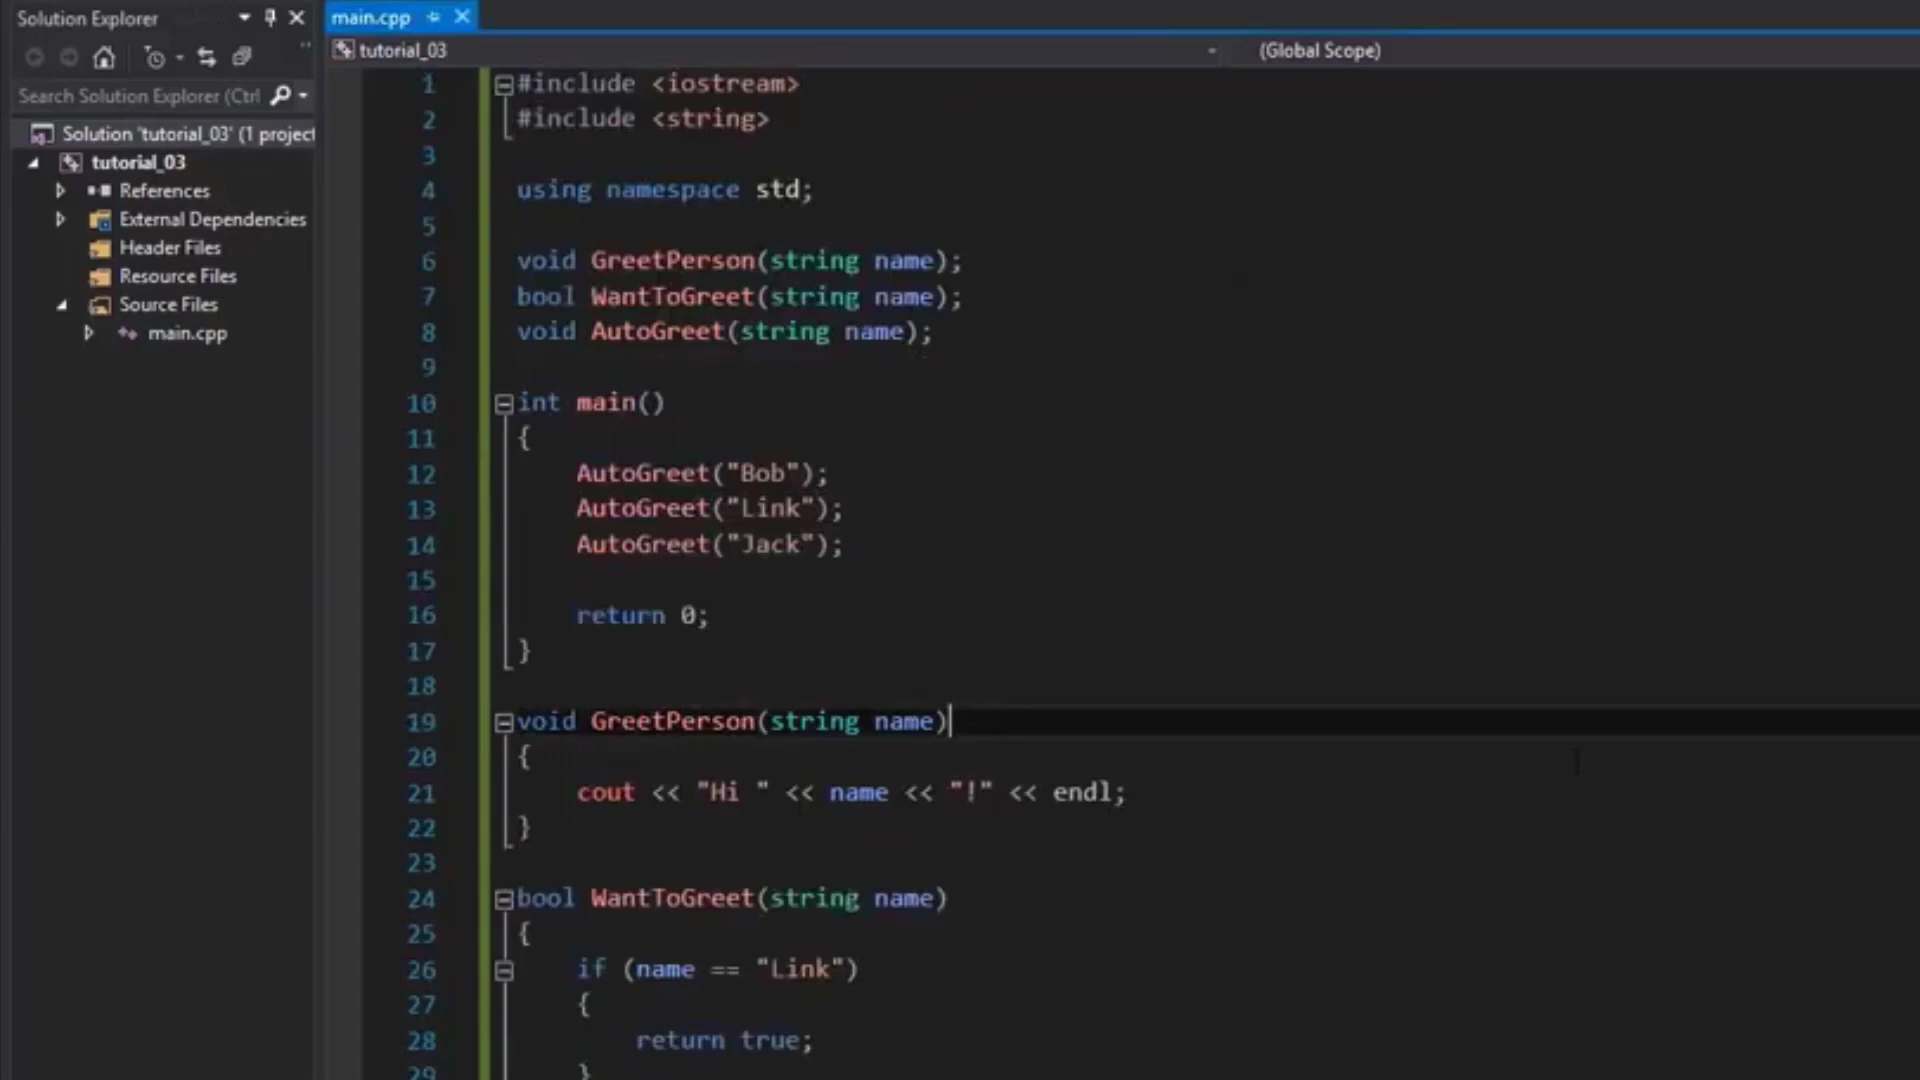 Solution Explorer
Search Solution Explorer (Ctrl
Solution 'tutorial_03' (1 project
tutorial_03
References
External Dependencies
Header Files
Resource Files
Source Files
main.cpp
main.cpp
tutorial_03
(Global Scope)
1 #include <iostream>
2 #include <string>
3
4 using namespace std;
5
6 void GreetPerson(string name);
7 bool WantToGreet(string name);
8 void AutoGreet(string name);
9
10 int main()
11 {
12 AutoGreet("Bob");
13 AutoGreet("Link");
14 AutoGreet("Jack");
15
16 return 0;
17 }
18
19 void GreetPerson(string name)
20 {
21 cout << "Hi " << name << "!" << endl;
22 }
23
24 bool WantToGreet(string name)
25 {
26 if (name == "Link")
27 {
28 return true;
29 }